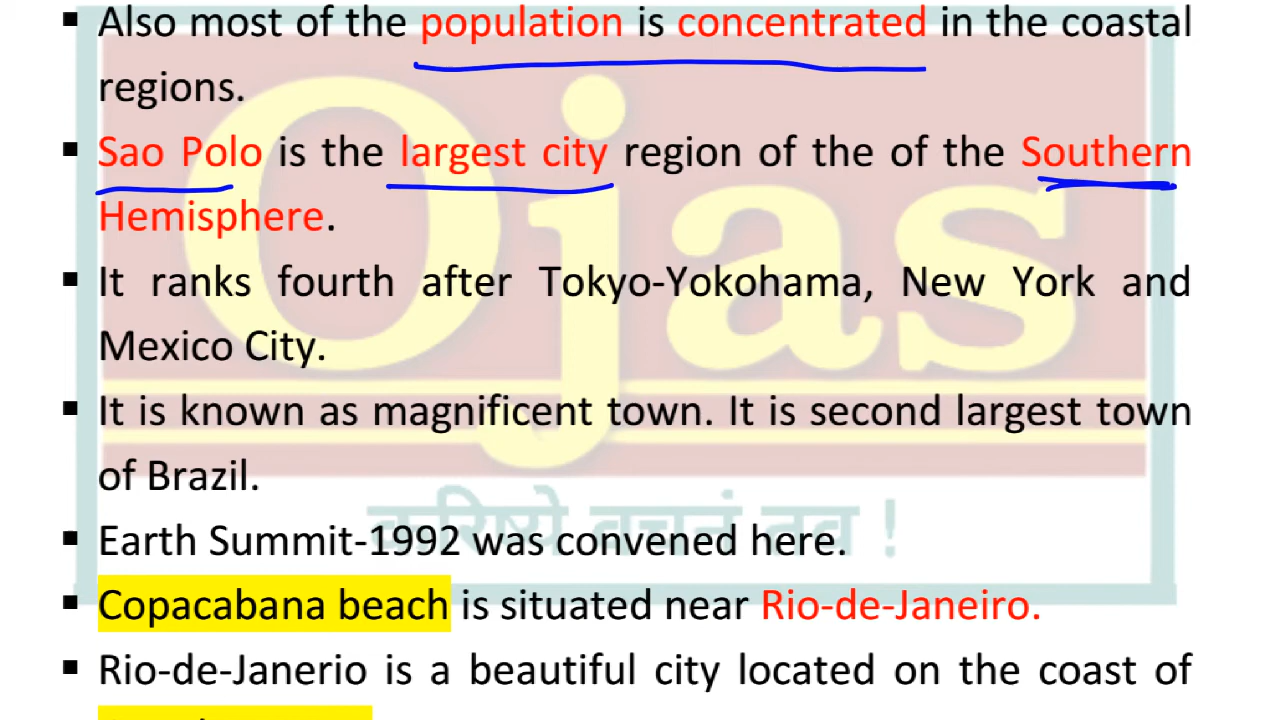 ▪ Also most of the population is concentrated in the coastal
regions.
▪ Sao Polo is the largest city region of the of the Southern
Hemisphere.
▪ It ranks fourth after Tokyo-Yokohama, New York and
Mexico City.
▪ It is known as magnificent town. It is second largest town
of Brazil.
▪ Earth Summit-1992 was convened here.
▪ Copacabana beach is situated near Rio-de-Janeiro.
▪ Rio-de-Janerio is a beautiful city located on the coast of
Ojas
करिष्ये वचनं तव !